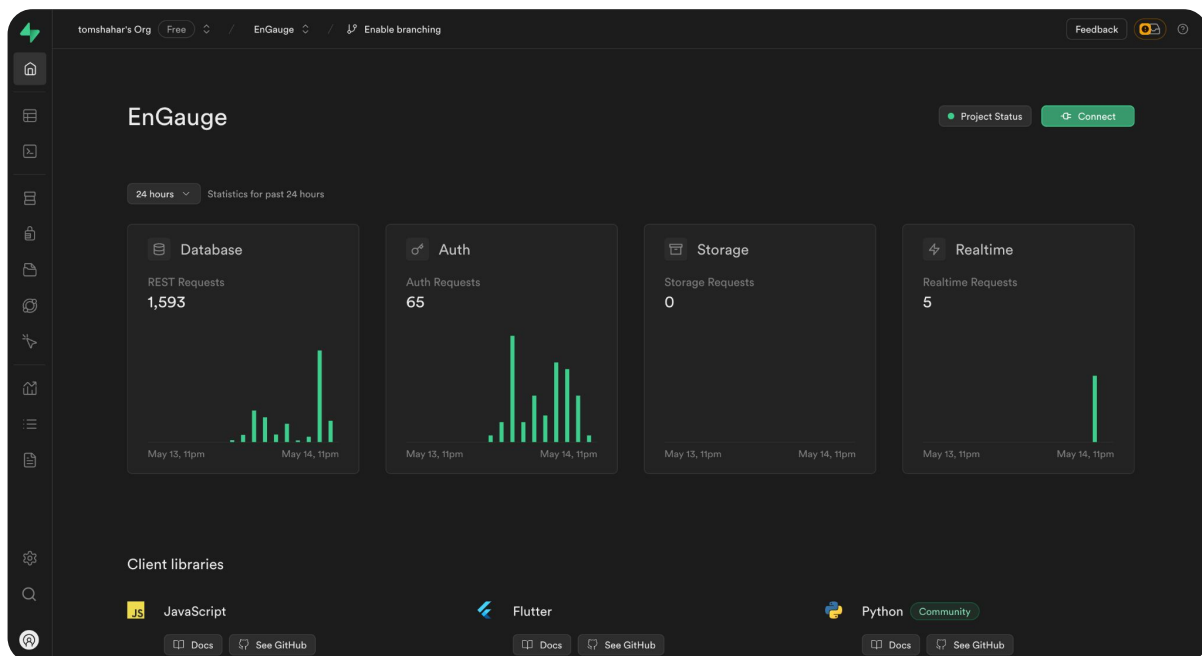 tomshahar's Org Free / EnGauge / Enable branching Feedback
EnGauge
Project Status Connect
24 hours Statistics for past 24 hours
Database
REST Requests
1,593
May 13, 11pm May 14, 11pm
Auth
Auth Requests
65
May 13, 11pm May 14, 11pm
Storage
Storage Requests
0
May 13, 11pm May 14, 11pm
Realtime
Realtime Requests
5
May 13, 11pm May 14, 11pm
Client libraries
JS JavaScript
Docs See GitHub
Flutter
Docs See GitHub
Python Community
Docs See GitHub